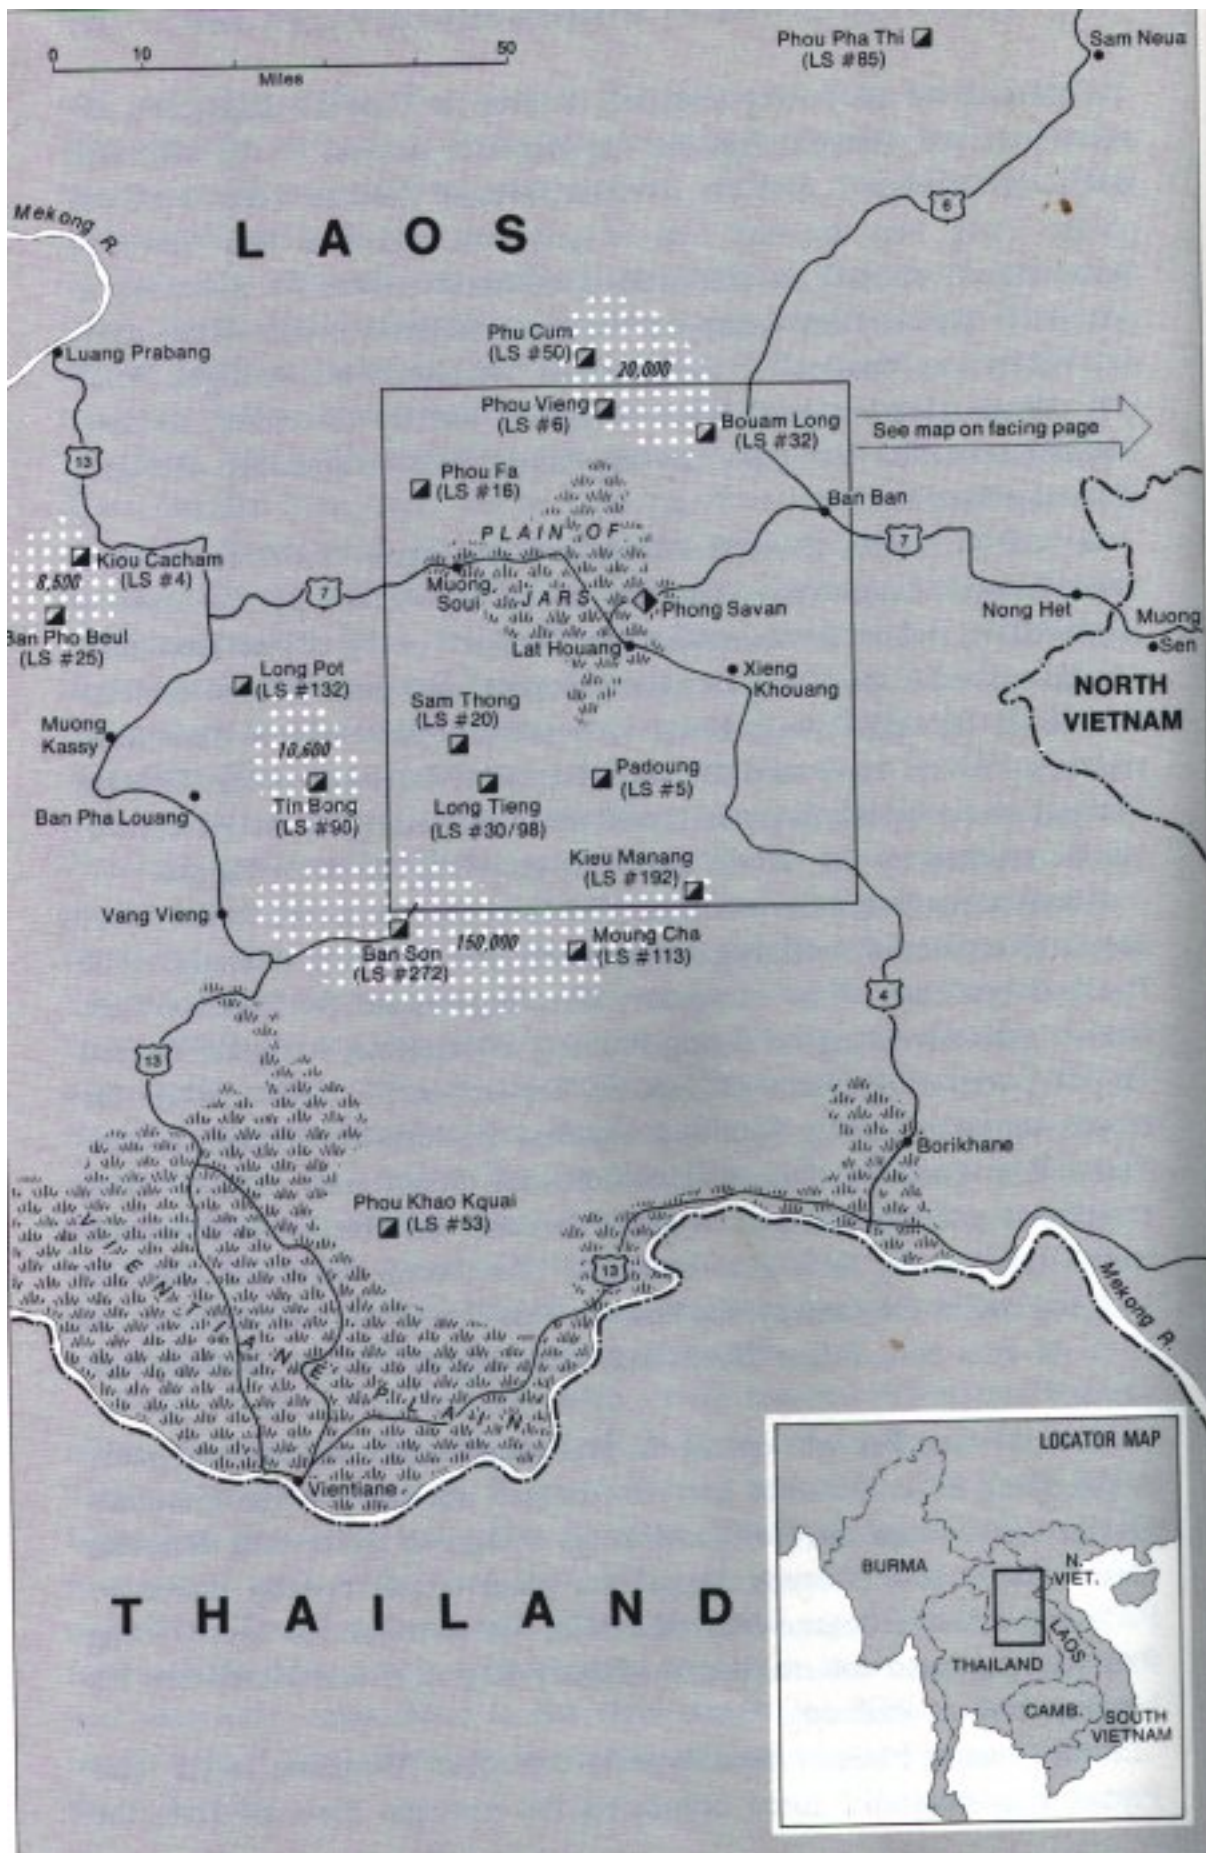 0 10 50
Miles
Phou Pha Thi
(LS #85)
Sam Neua
6
Mekong R.
LAOS
Luang Prabang
Phu Cum
(LS #50)
20,000
Phou Vieng
(LS #6)
Bouam Long
(LS #32)
See map on facing page
13
Phou Fa
(LS #16)
Ban Ban
PLAIN OF
JARS
7
Kiou Cacham
(LS #4)
8,500
7
Muong
Soui
Phong Savan
Nong Het
Muong
Sen
Ban Pho Beul
(LS #25)
Lat Houang
Xieng
Khouang
Long Pot
(LS #132)
NORTH
VIETNAM
Sam Thong
(LS #20)
Muong
Kassy
10,600
Padoung
(LS #5)
Tin Bong
(LS #90)
Long Tieng
(LS #30/98)
Ban Pha Louang
Kieu Manang
(LS #192)
Vang Vieng
Ban Son
(LS #272)
150,000
Moung Cha
(LS #113)
4
13
Borikhane
Phou Khao Kquai
(LS #53)
VIENTIANE PLAIN
13
Mekong R.
Vientiane
THAILAND
LOCATOR MAP
BURMA
N.
VIET.
LAOS
THAILAND
CAMB.
SOUTH
VIETNAM